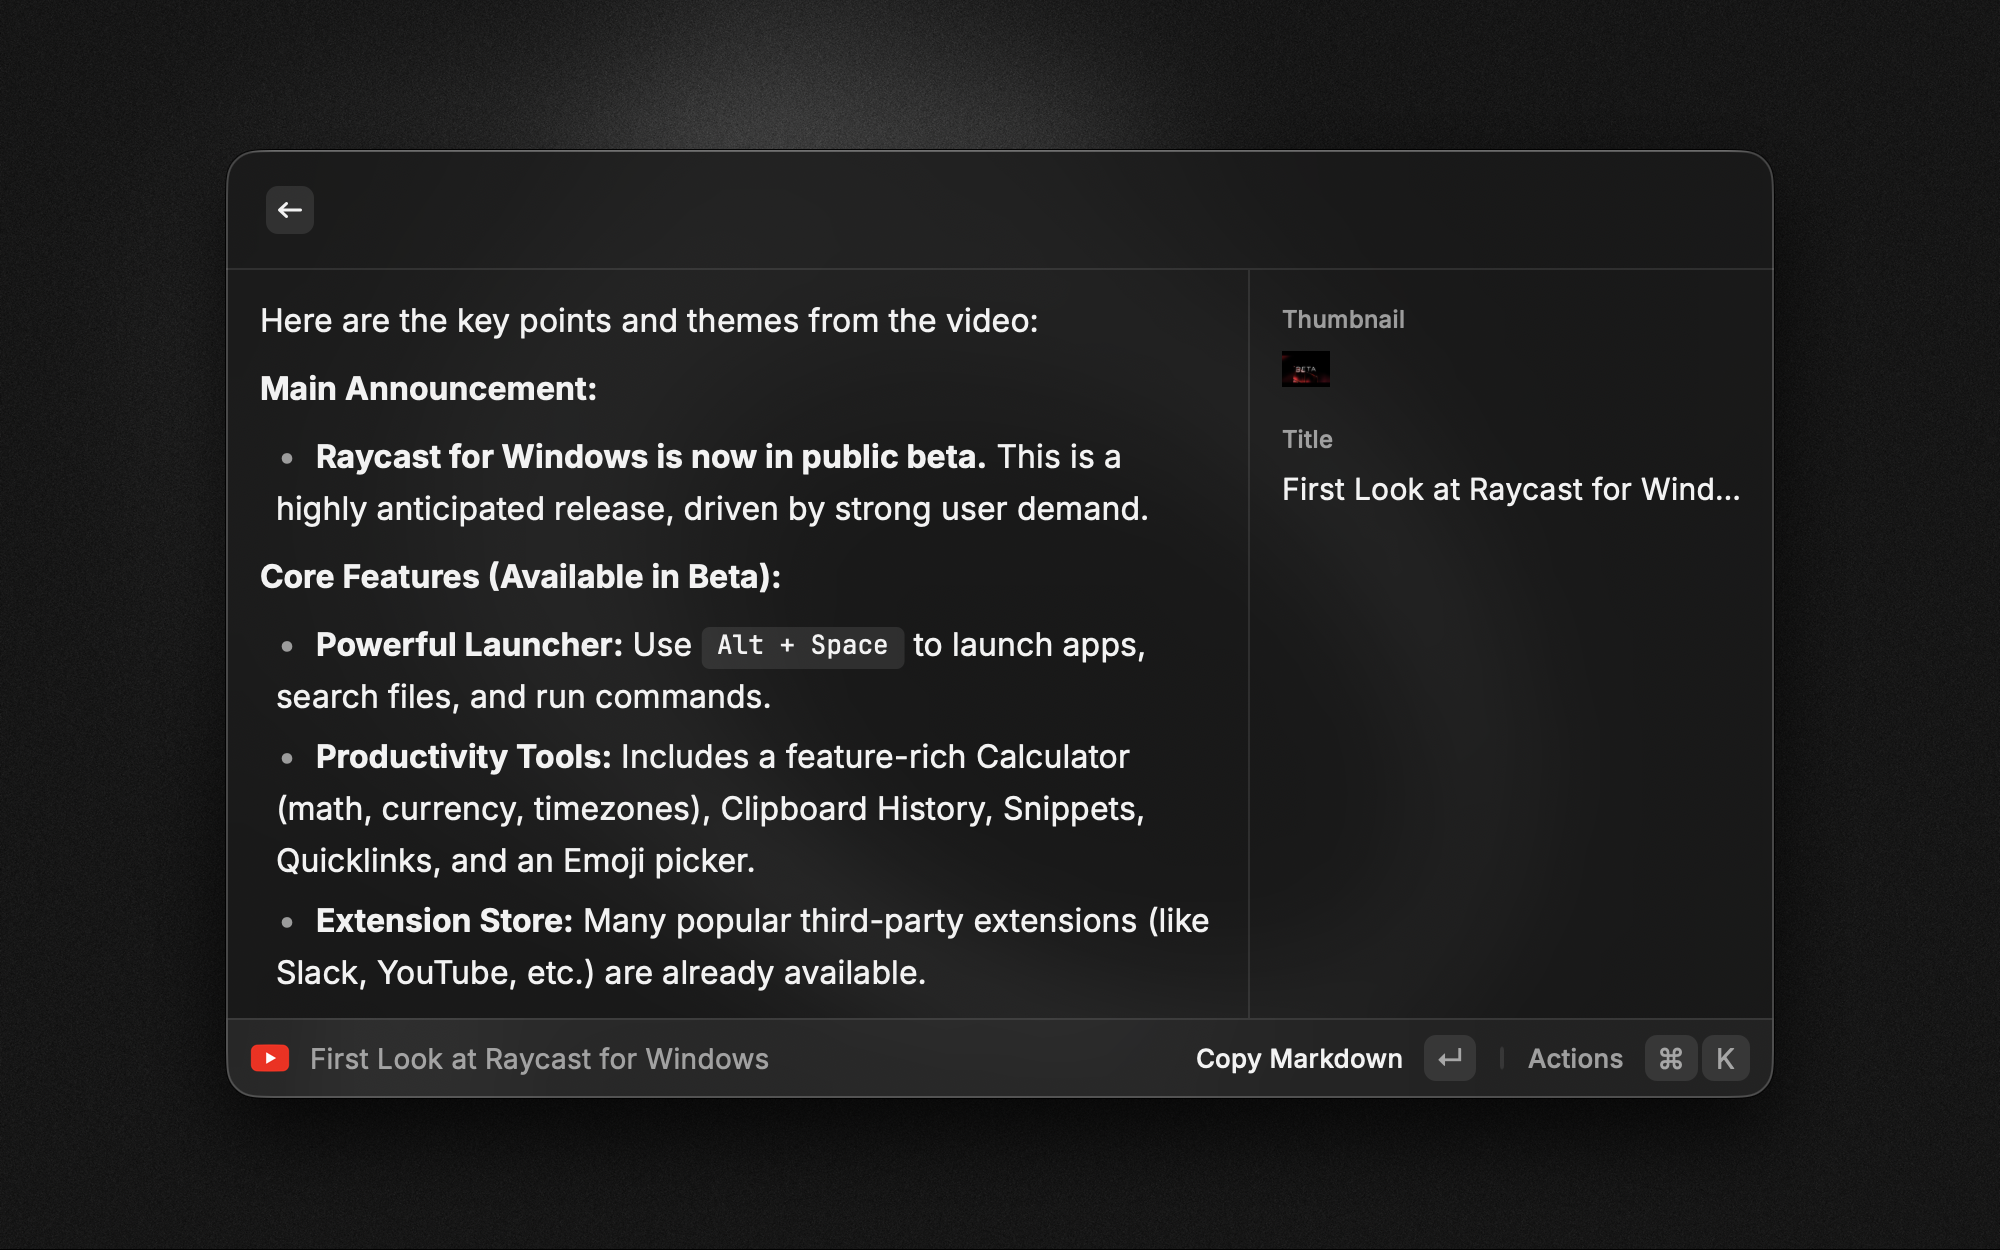 Here are the key points and themes from the video:
Main Announcement:
• Raycast for Windows is now in public beta. This is a
highly anticipated release, driven by strong user demand.
Core Features (Available in Beta):
• Powerful Launcher: Use Alt + Space to launch apps,
search files, and run commands.
• Productivity Tools: Includes a feature-rich Calculator
(math, currency, timezones), Clipboard History, Snippets,
Quicklinks, and an Emoji picker.
• Extension Store: Many popular third-party extensions (like
Slack, YouTube, etc.) are already available.
Thumbnail
BETA
Title
First Look at Raycast for Wind...
First Look at Raycast for Windows
Copy Markdown ↵ | Actions ⌘ K